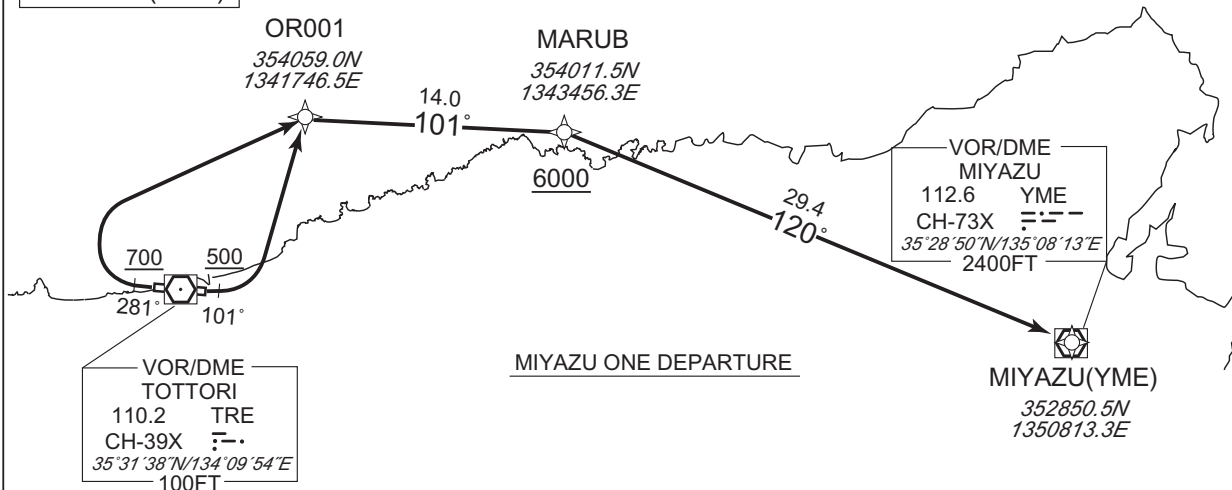 OR001
354059.0N
1341746.5E
MARUB
354011.5N
1343456.3E
14.0
101°
6000
29.4
120°
VOR/DME
MIYAZU
112.6 YME
CH-73X
35°28´50˝N/135°08´13˝E
2400FT
700
500
281°
101°
VOR/DME
TOTTORI
110.2 TRE
CH-39X
35°31´38˝N/134°09´54˝E
100FT
MIYAZU ONE DEPARTURE
MIYAZU(YME)
352850.5N
1350813.3E